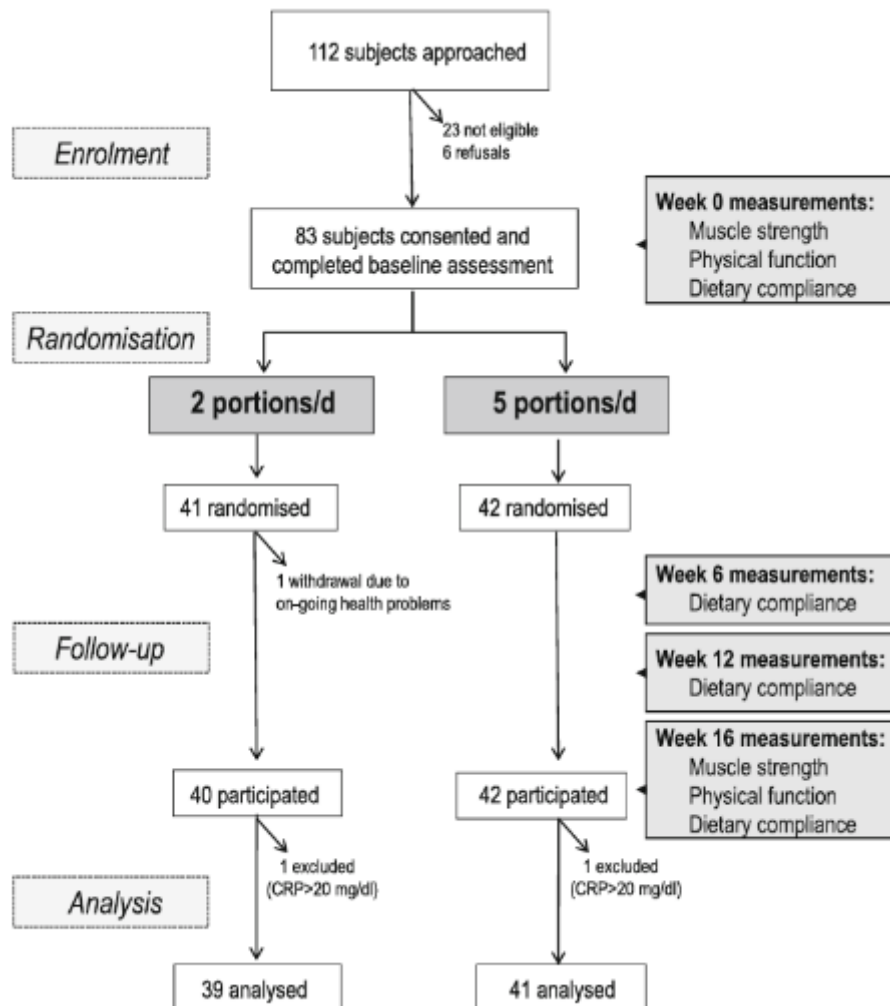 112 subjects approached
23 not eligible
6 refusals
Enrolment
Week 0 measurements:
Muscle strength
Physical function
Dietary compliance
83 subjects consented and
completed baseline assessment
Randomisation
2 portions/d
5 portions/d
41 randomised
42 randomised
1 withdrawal due to
on-going health problems
Week 6 measurements:
Dietary compliance
Follow-up
Week 12 measurements:
Dietary compliance
Week 16 measurements:
Muscle strength
Physical function
Dietary compliance
40 participated
42 participated
1 excluded
(CRP>20 mg/dl)
1 excluded
(CRP>20 mg/dl)
Analysis
39 analysed
41 analysed